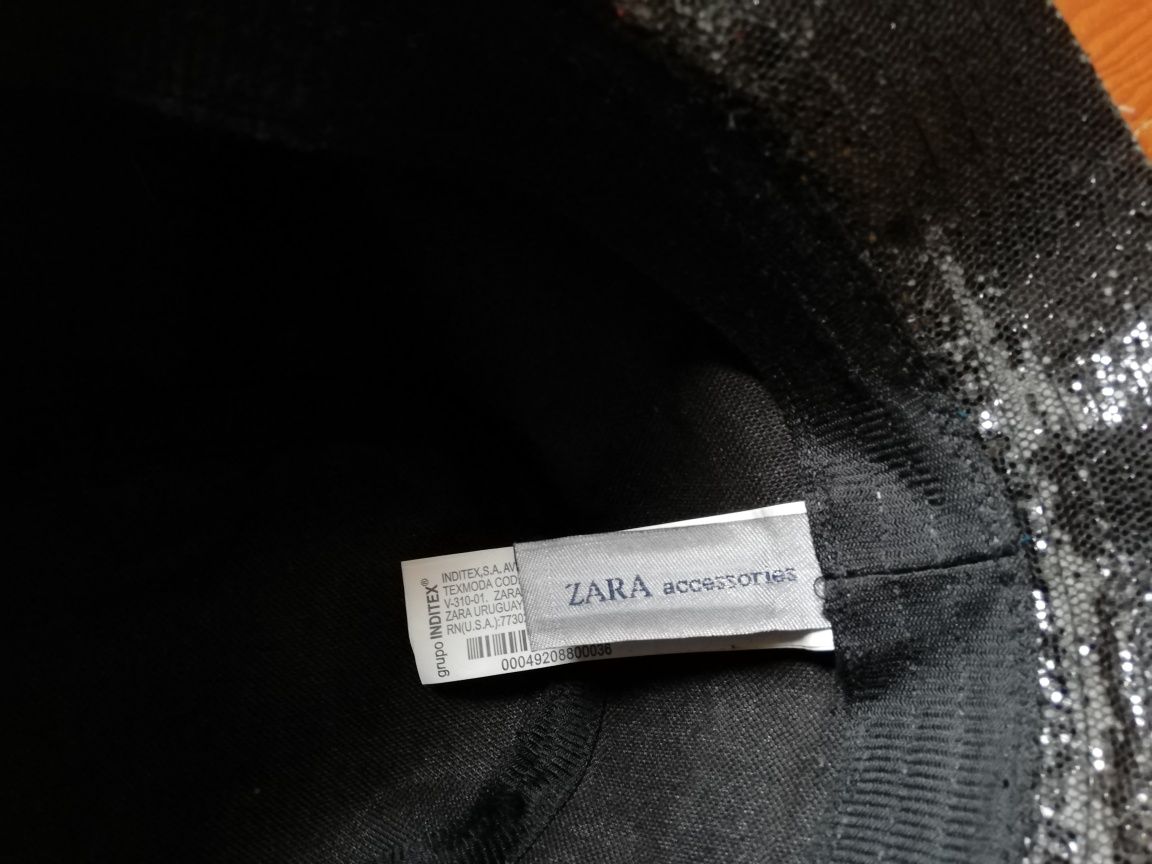 grupo INDITEX®
INDITEX,S.A. AV
TEXMODA COD
V-310-01. ZARA
ZARA URUGUAY
RN(U.S.A.):7730
00049208800036
ZARA accessories